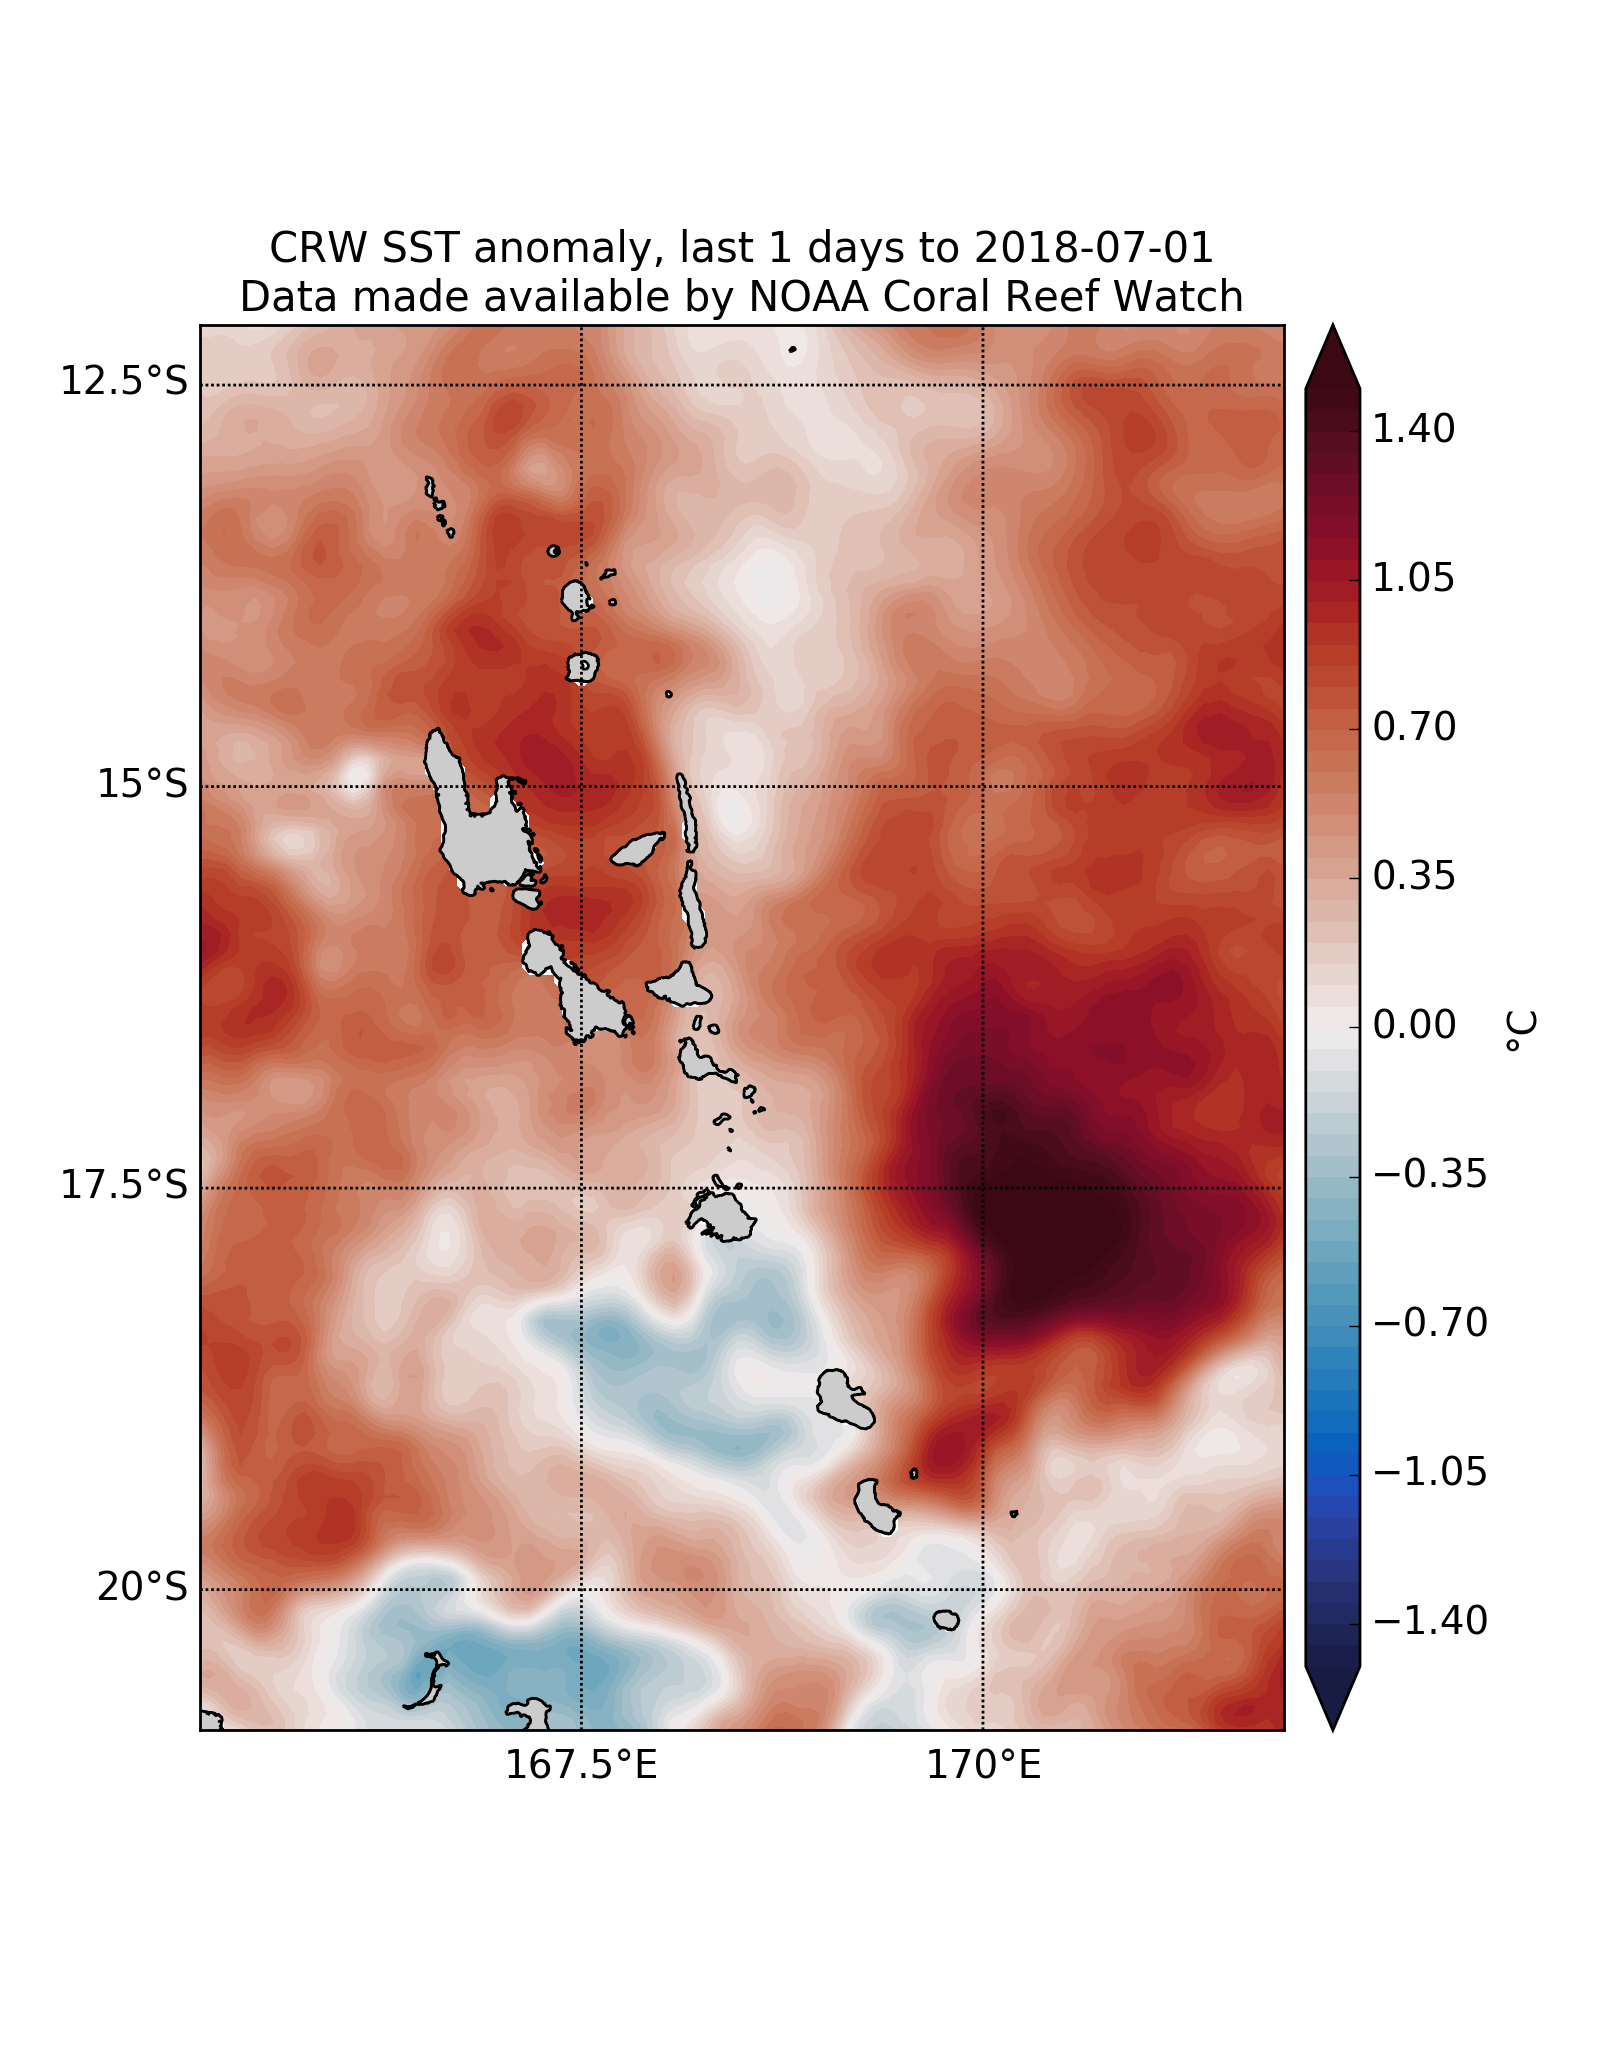 CRW SST anomaly, last 1 days to 2018-07-01
Data made available by NOAA Coral Reef Watch
12.5°S
15°S
17.5°S
20°S
167.5°E
170°E
1.40
1.05
0.70
0.35
0.00
−0.35
−0.70
−1.05
−1.40
°C